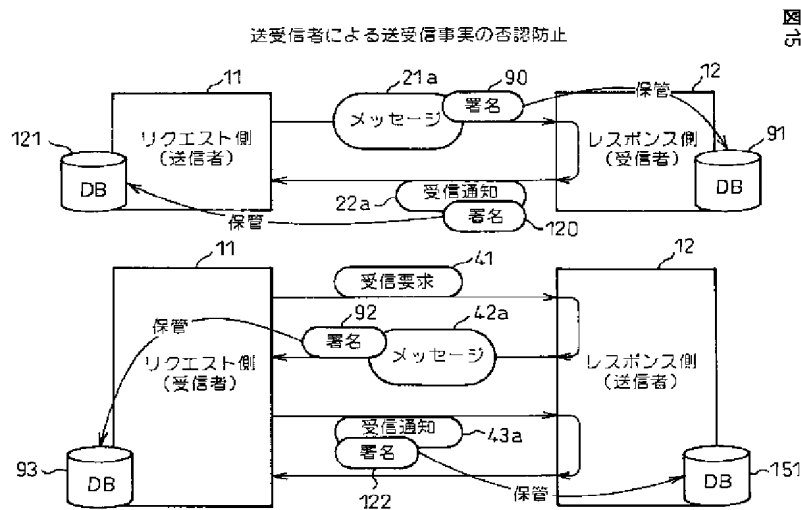 図15
送受信者による送受信事実の否認防止
11
21a
90
12
署名
保管
メッセージ
121
リクエスト側
(送信者)
レスポンス側
(受信者)
91
DB
DB
受信通知
22a
保管
署名
120
11
41
12
受信要求
92
42a
保管
署名
メッセージ
リクエスト側
(受信者)
レスポンス側
(送信者)
受信通知
43a
署名
93
DB
122
保管
DB
151